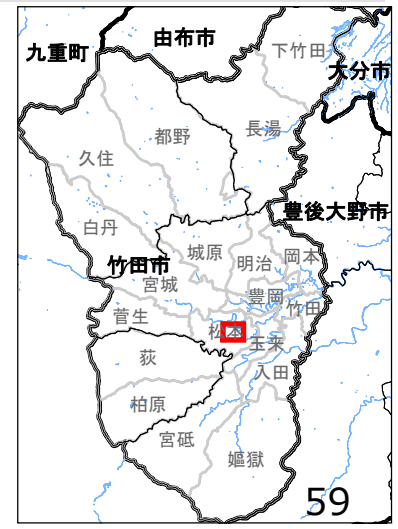 由布市
九重町
下竹田
大分市
長湯
都野
久住
豊後大野市
白丹
城原
岡本
明治
竹田市
宮城
豊岡
竹田
菅生
松本
玉来
荻
入田
柏原
宮砥
嫗獄
59